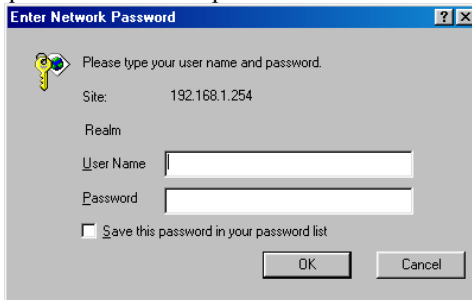 Enter Network Password
Please type your user name and password.
Site: 192.168.1.254
Realm
User Name
Password
Save this password in your password list
OK Cancel